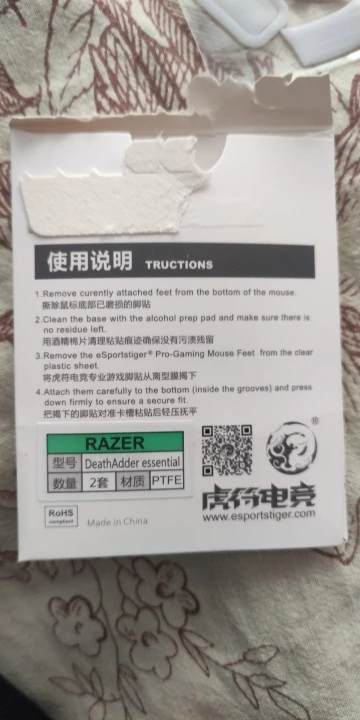 使用说明 TRUCTIONS
1.Remove curently attached feet from the bottom of the mouse.
撕除鼠标底部已磨损的脚贴
2.Clean the base with the alcohol prep pad and make sure there is
no residue left.
用酒精棉片清理粘贴痕迹确保没有污渍残留
3.Remove the eSportstiger® Pro-Gaming Mouse Feet from the clear
plastic sheet.
将虎符电竞专业游戏脚贴从离型膜揭下
4.Attach them carefully to the bottom (inside the grooves) and press
down firmly to ensure a secure fit.
把揭下的脚贴对准卡槽粘贴后轻压抚平
RAZER
型号 DeathAdder essential
数量 2套 材质 PTFE
®
虎符电竞
www.esportstiger.com
RoHS
compliant
Made in China